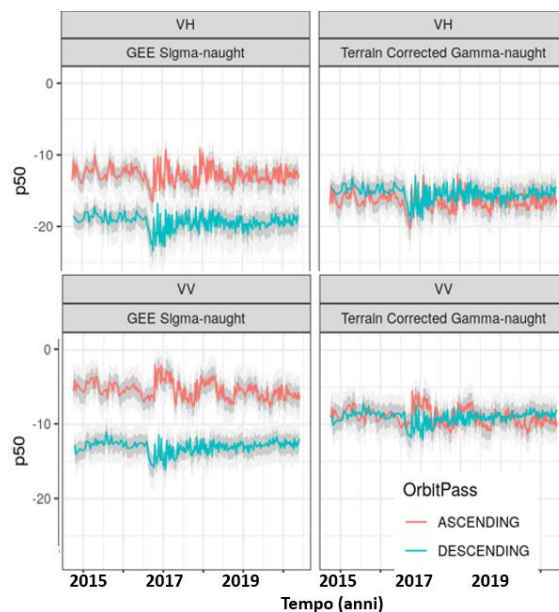 VH
VH
GEE Sigma-naught
Terrain Corrected Gamma-naught
0
-10
-20
p50
VV
VV
GEE Sigma-naught
Terrain Corrected Gamma-naught
0
-10
-20
p50
OrbitPass
ASCENDING
DESCENDING
2015 2017 2019 2015 2017 2019
Tempo (anni)